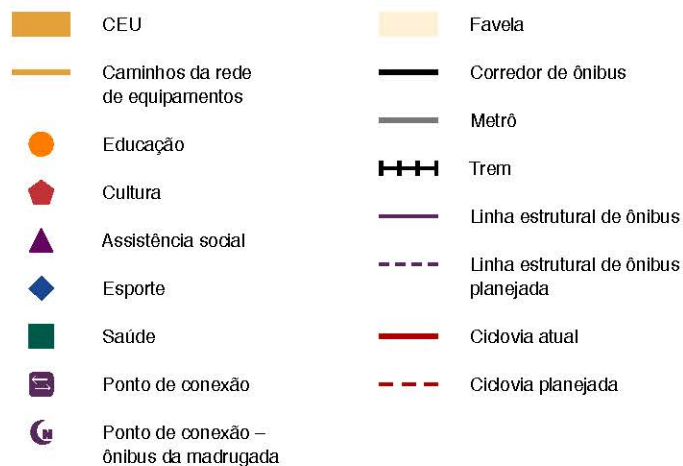 CEU
Caminhos da rede
de equipamentos
Educação
Cultura
Assistência social
Esporte
Saúde
Ponto de conexão
N
Ponto de conexão –
ônibus da madrugada
Favela
Corredor de ônibus
Metrô
Trem
Linha estrutural de ônibus
Linha estrutural de ônibus
planejada
Ciclovia atual
Ciclovia planejada